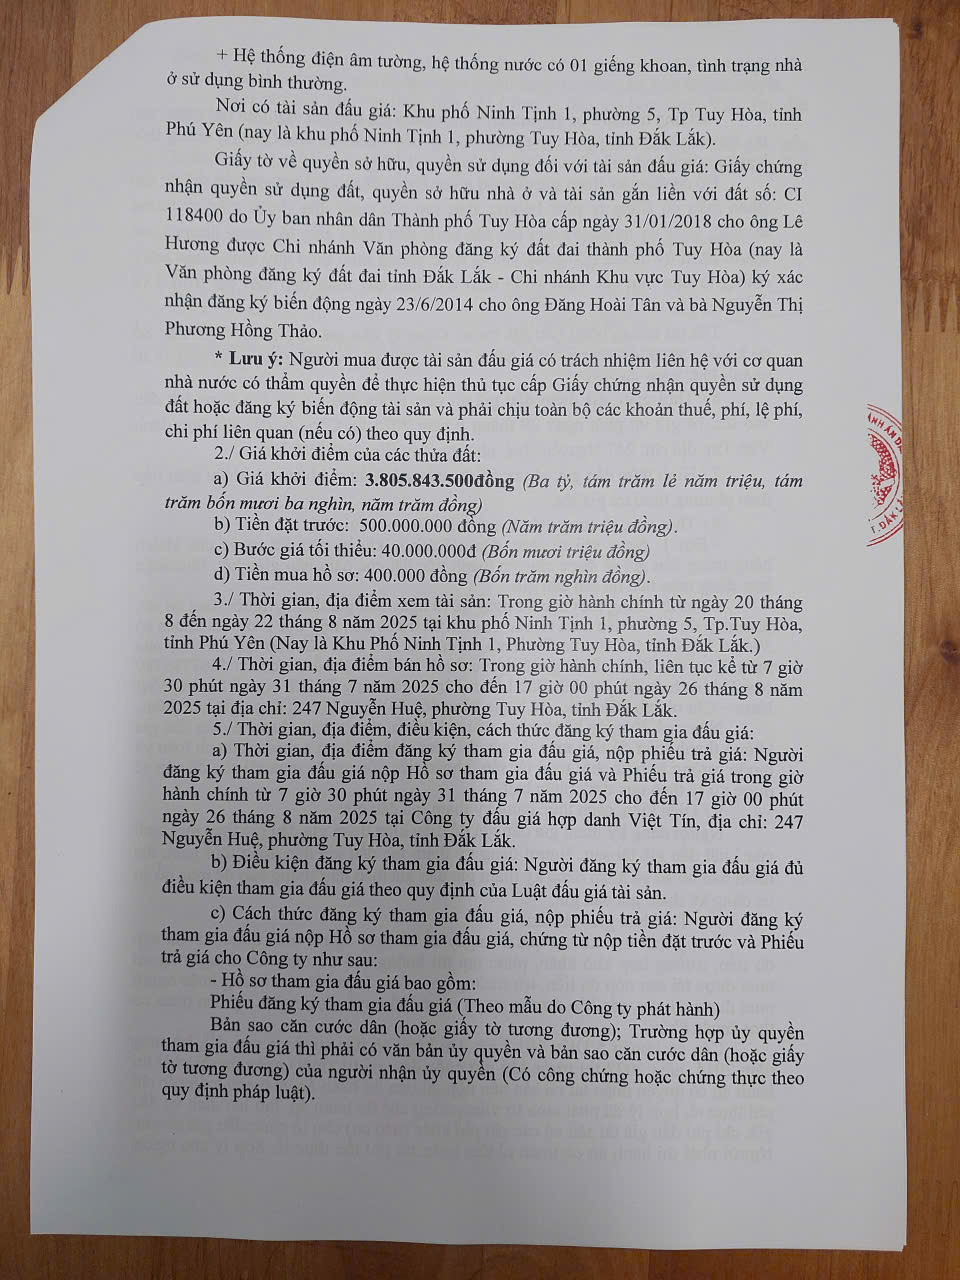 + Hệ thống điện âm tường, hệ thống nước có 01 giếng khoan, tình trạng nhà
ở sử dụng bình thường.
Nơi có tài sản đấu giá: Khu phố Ninh Tịnh 1, phường 5, Tp Tuy Hòa, tỉnh
Phú Yên (nay là khu phố Ninh Tịnh 1, phường Tuy Hòa, tỉnh Đắk Lắk).
Giấy tờ về quyền sở hữu, quyền sử dụng đối với tài sản đấu giá: Giấy chứng
nhận quyền sử dụng đất, quyền sở hữu nhà ở và tài sản gắn liền với đất số: CI
118400 do Ủy ban nhân dân Thành phố Tuy Hòa cấp ngày 31/01/2018 cho ông Lê
Hương được Chi nhánh Văn phòng đăng ký đất đai thành phố Tuy Hòa (nay là
Văn phòng đăng ký đất đai tỉnh Đắk Lắk - Chi nhánh Khu vực Tuy Hòa) ký xác
nhận đăng ký biến động ngày 23/6/2014 cho ông Đăng Hoài Tân và bà Nguyễn Thị
Phương Hồng Thảo.
* Lưu ý: Người mua được tài sản đấu giá có trách nhiệm liên hệ với cơ quan
nhà nước có thẩm quyền để thực hiện thủ tục cấp Giấy chứng nhận quyền sử dụng
đất hoặc đăng ký biến động tài sản và phải chịu toàn bộ các khoản thuế, phí, lệ phí,
chi phí liên quan (nếu có) theo quy định.
2./ Giá khởi điểm của các thửa đất:
a) Giá khởi điểm: 3.805.843.500đồng (Ba tỷ, tám trăm lẻ năm triệu, tám
trăm bốn mươi ba nghìn, năm trăm đồng)
b) Tiền đặt trước: 500.000.000 đồng (Năm trăm triệu đồng).
c) Bước giá tối thiểu: 40.000.000đ (Bốn mươi triệu đồng)
d) Tiền mua hồ sơ: 400.000 đồng (Bốn trăm nghìn đồng).
3./ Thời gian, địa điểm xem tài sản: Trong giờ hành chính từ ngày 20 tháng
8 đến ngày 22 tháng 8 năm 2025 tại khu phố Ninh Tịnh 1, phường 5, Tp.Tuy Hòa,
tỉnh Phú Yên (Nay là Khu Phố Ninh Tịnh 1, Phường Tuy Hòa, tỉnh Đắk Lắk.)
4./ Thời gian, địa điểm bán hồ sơ: Trong giờ hành chính, liên tục kể từ 7 giờ
30 phút ngày 31 tháng 7 năm 2025 cho đến 17 giờ 00 phút ngày 26 tháng 8 năm
2025 tại địa chỉ: 247 Nguyễn Huệ, phường Tuy Hòa, tỉnh Đắk Lắk.
5./ Thời gian, địa điểm, điều kiện, cách thức đăng ký tham gia đấu giá:
a) Thời gian, địa điểm đăng ký tham gia đấu giá, nộp phiếu trả giá: Người
đăng ký tham gia đấu giá nộp Hồ sơ tham gia đấu giá và Phiếu trả giá trong giờ
hành chính từ 7 giờ 30 phút ngày 31 tháng 7 năm 2025 cho đến 17 giờ 00 phút
ngày 26 tháng 8 năm 2025 tại Công ty đấu giá hợp danh Việt Tín, địa chỉ: 247
Nguyễn Huệ, phường Tuy Hòa, tỉnh Đắk Lắk.
b) Điều kiện đăng ký tham gia đấu giá: Người đăng ký tham gia đấu giá đủ
điều kiện tham gia đấu giá theo quy định của Luật đấu giá tài sản.
c) Cách thức đăng ký tham gia đấu giá, nộp phiếu trả giá: Người đăng ký
tham gia đấu giá nộp Hồ sơ tham gia đấu giá, chứng từ nộp tiền đặt trước và Phiếu
trả giá cho Công ty như sau:
- Hồ sơ tham gia đấu giá bao gồm:
Phiếu đăng ký tham gia đấu giá (Theo mẫu do Công ty phát hành)
Bản sao căn cước dân (hoặc giấy tờ tương đương); Trường hợp ủy quyền
tham gia đấu giá thì phải có văn bản ủy quyền và bản sao căn cước dân (hoặc giấy
tờ tương đương) của người nhận ủy quyền (Có công chứng hoặc chứng thực theo
quy định pháp luật).